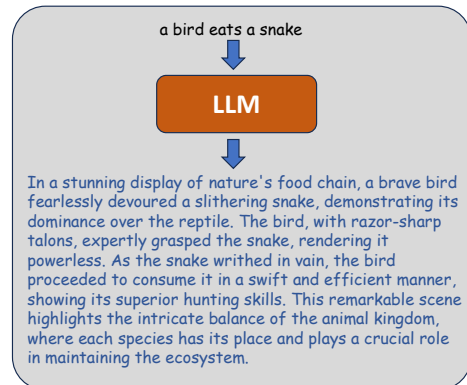 a bird eats a snake
LLM
In a stunning display of nature's food chain, a brave bird
fearlessly devoured a slithering snake, demonstrating its
dominance over the reptile. The bird, with razor-sharp
talons, expertly grasped the snake, rendering it
powerless. As the snake writhed in vain, the bird
proceeded to consume it in a swift and efficient manner,
showing its superior hunting skills. This remarkable scene
highlights the intricate balance of the animal kingdom,
where each species has its place and plays a crucial role
in maintaining the ecosystem.